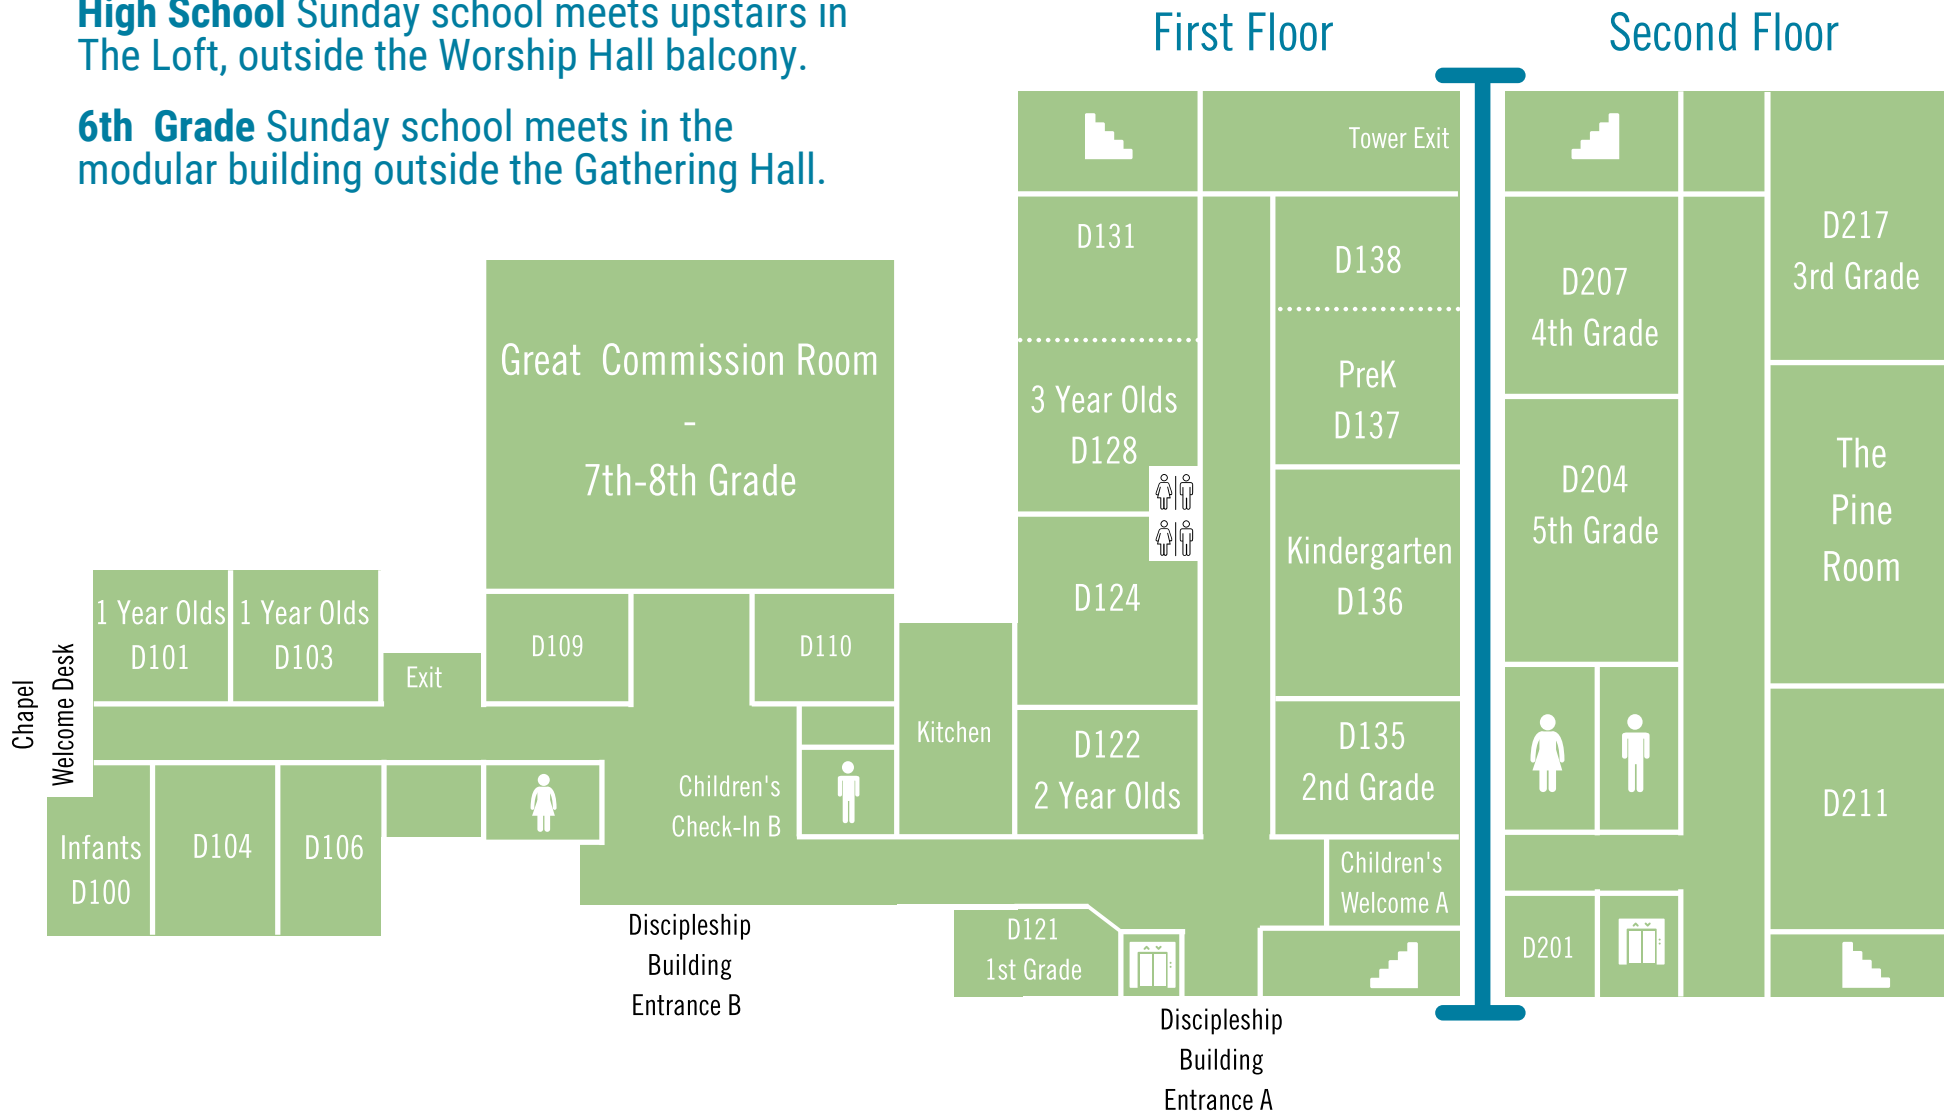 High School Sunday school meets upstairs in
The Loft, outside the Worship Hall balcony.
6th Grade Sunday school meets in the
modular building outside the Gathering Hall.
First Floor
Second Floor
Tower Exit
D131
D138
3 Year Olds
D128
PreK
D137
D124
Kindergarten
D136
D122
2 Year Olds
D135
2nd Grade
Great Commission Room
-
7th-8th Grade
1 Year Olds
D101
1 Year Olds
D103
Exit
D109
D110
Kitchen
Chapel
Welcome Desk
Infants
D100
D104
D106
Children's
Check-In B
Children's
Welcome A
D121
1st Grade
Discipleship
Building
Entrance B
Discipleship
Building
Entrance A
D217
3rd Grade
D207
4th Grade
D204
5th Grade
The
Pine
Room
D211
D201